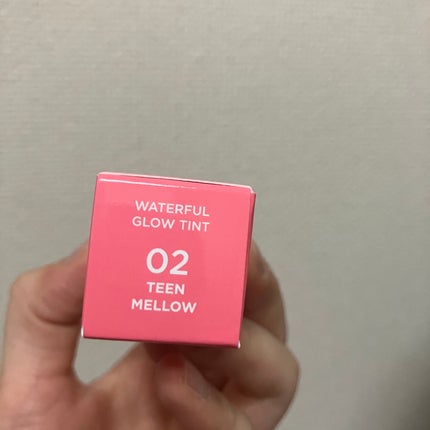 WATERFUL
GLOW TINT
02
TEEN
MELLOW